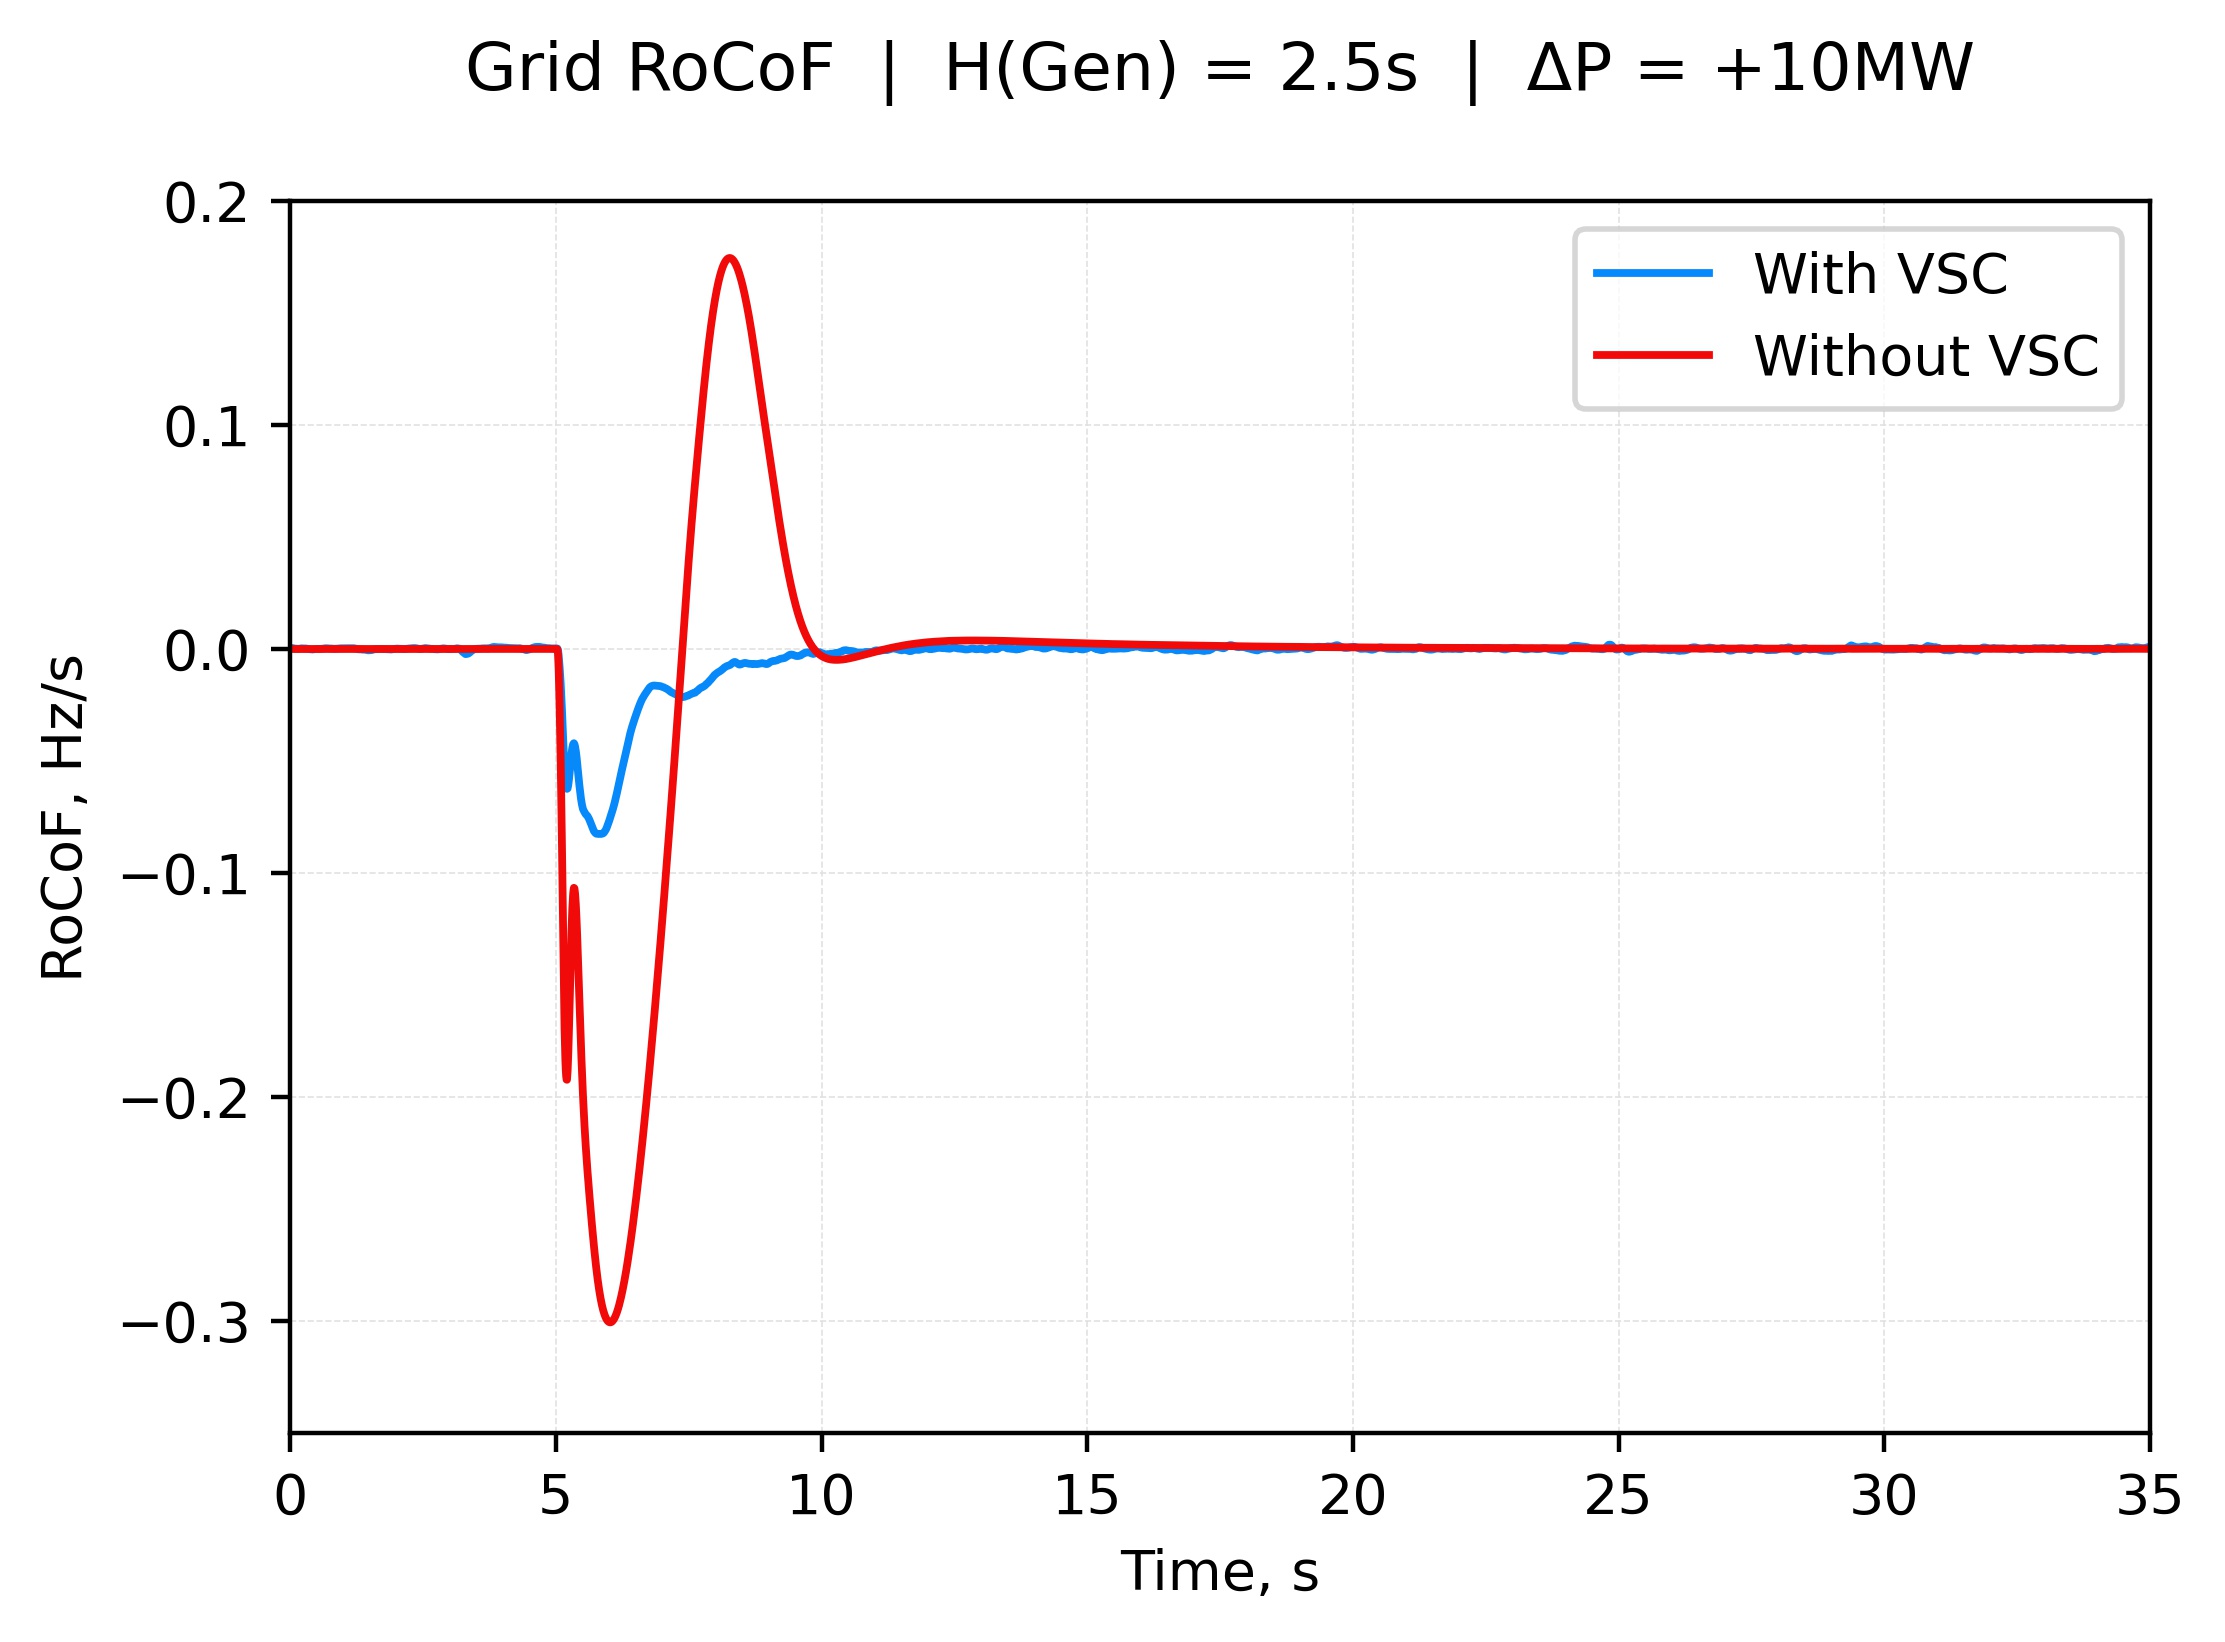 Grid RoCoF | H(Gen) = 2.5s | ΔP = +10MW
With VSC
Without VSC
RoCoF, Hz/s
0.2
0.1
0.0
−0.1
−0.2
−0.3
0 5 10 15 20 25 30 35
Time, s